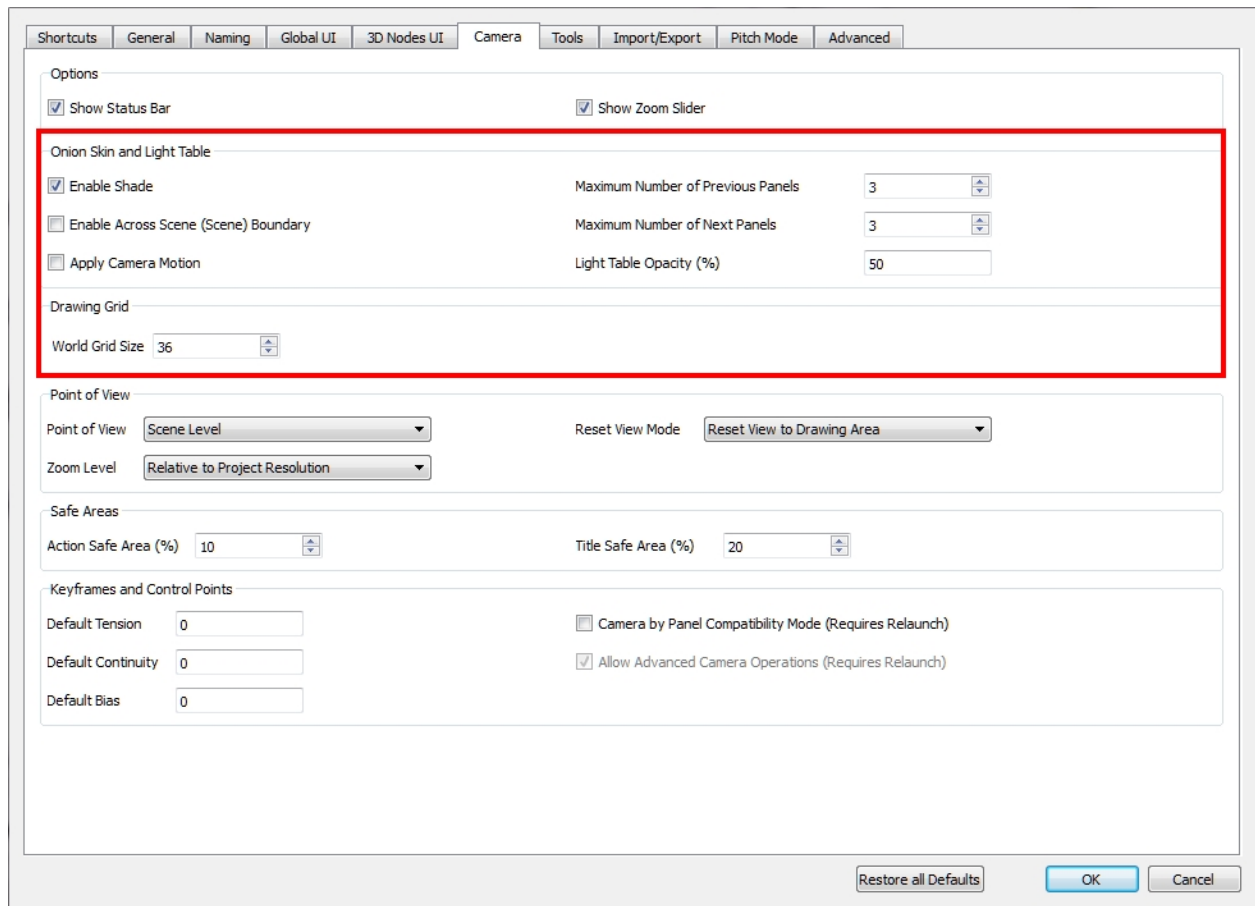 Shortcuts General Naming Global UI 3D Nodes UI Camera Tools Import/Export Pitch Mode Advanced
Options
Show Status Bar Show Zoom Slider
Onion Skin and Light Table
Enable Shade Maximum Number of Previous Panels 3
Enable Across Scene (Scene) Boundary Maximum Number of Next Panels 3
Apply Camera Motion Light Table Opacity (%) 50
Drawing Grid
World Grid Size 36
Point of View
Point of View Scene Level Reset View Mode Reset View to Drawing Area
Zoom Level Relative to Project Resolution
Safe Areas
Action Safe Area (%) 10 Title Safe Area (%) 20
Keyframes and Control Points
Default Tension 0 Camera by Panel Compatibility Mode (Requires Relaunch)
Default Continuity 0 Allow Advanced Camera Operations (Requires Relaunch)
Default Bias 0
Restore all Defaults OK Cancel